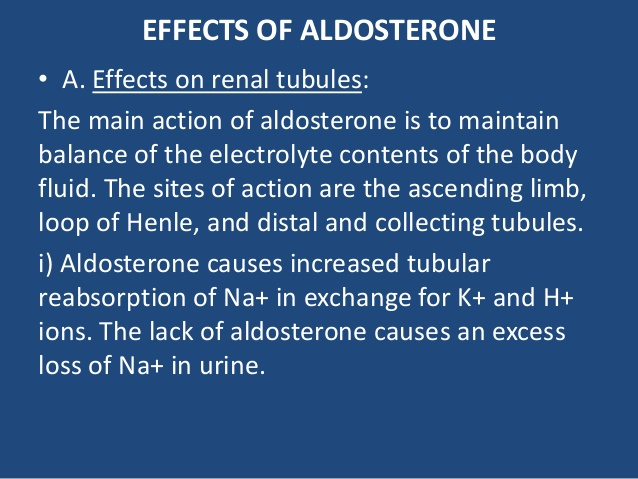 EFFECTS OF ALDOSTERONE
• A. Effects on renal tubules:
The main action of aldosterone is to maintain
balance of the electrolyte contents of the body
fluid. The sites of action are the ascending limb,
loop of Henle, and distal and collecting tubules.
i) Aldosterone causes increased tubular
reabsorption of Na+ in exchange for K+ and H+
ions. The lack of aldosterone causes an excess
loss of Na+ in urine.